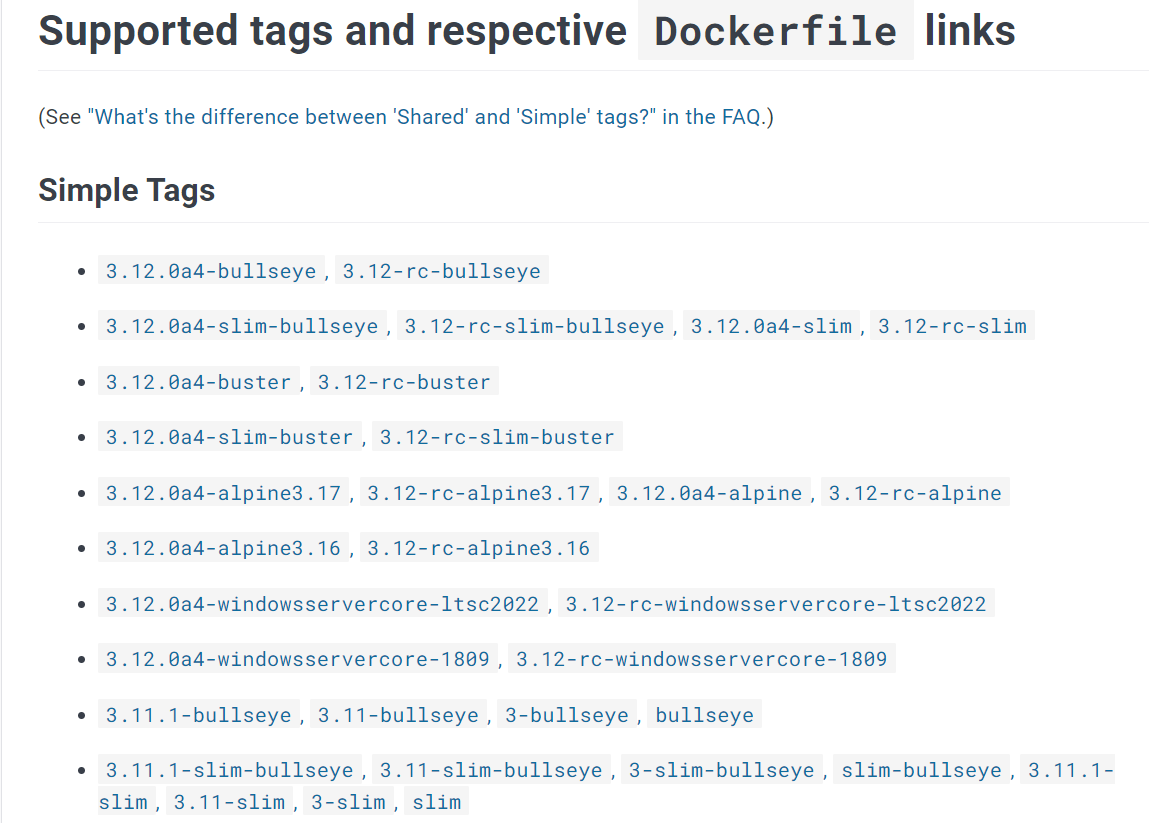 Supported tags and respective Dockerfile links
(See "What's the difference between 'Shared' and 'Simple' tags?" in the FAQ.)
Simple Tags
• 3.12.0a4-bullseye, 3.12-rc-bullseye
• 3.12.0a4-slim-bullseye, 3.12-rc-slim-bullseye, 3.12.0a4-slim, 3.12-rc-slim
• 3.12.0a4-buster, 3.12-rc-buster
• 3.12.0a4-slim-buster, 3.12-rc-slim-buster
• 3.12.0a4-alpine3.17, 3.12-rc-alpine3.17, 3.12.0a4-alpine, 3.12-rc-alpine
• 3.12.0a4-alpine3.16, 3.12-rc-alpine3.16
• 3.12.0a4-windowsservercore-ltsc2022, 3.12-rc-windowsservercore-ltsc2022
• 3.12.0a4-windowsservercore-1809, 3.12-rc-windowsservercore-1809
• 3.11.1-bullseye, 3.11-bullseye, 3-bullseye, bullseye
• 3.11.1-slim-bullseye, 3.11-slim-bullseye, 3-slim-bullseye, slim-bullseye, 3.11.1-
slim, 3.11-slim, 3-slim, slim